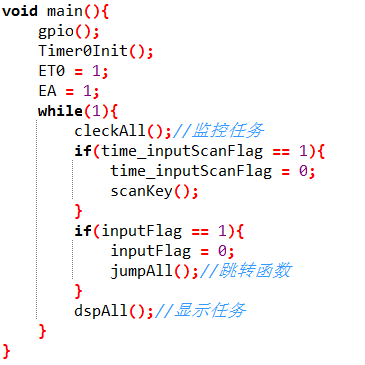 void main(){
gpio();
Timer0Init();
ET0 = 1;
EA = 1;
while(1){
cleckAll();//监控任务
if(time_inputScanFlag == 1){
time_inputScanFlag = 0;
scanKey();
}
if(inputFlag == 1){
inputFlag = 0;
jumpAll();//跳转函数
}
dspAll();//显示任务
}
}